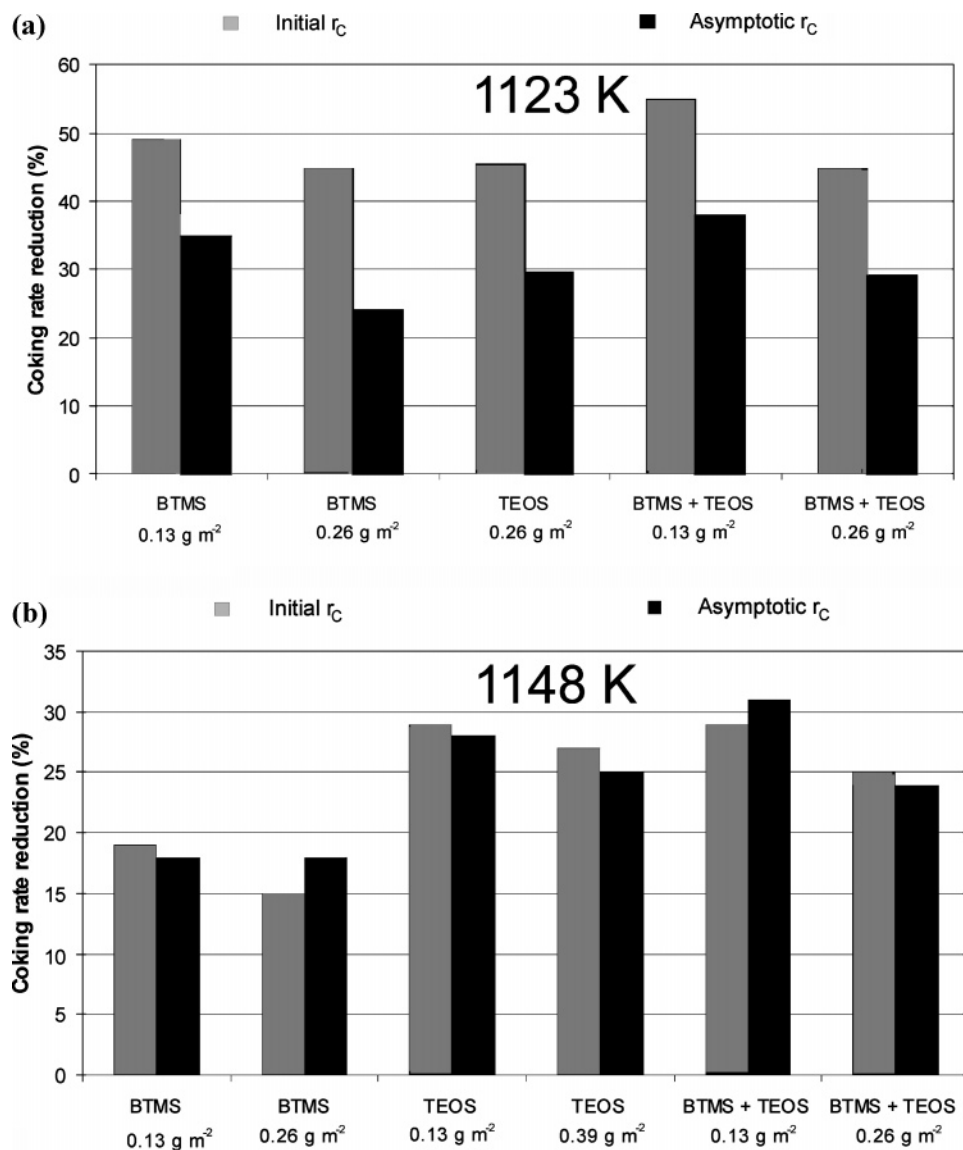 (a) Initial r_C Asymptotic r_C
60
1123 K
50
40
30
20
10
0
Coking rate reduction (%)
BTMS BTMS TEOS BTMS + TEOS BTMS + TEOS
0.13 g m⁻² 0.26 g m⁻² 0.26 g m⁻² 0.13 g m⁻² 0.26 g m⁻²
(b) Initial r_C Asymptotic r_C
35
1148 K
30
25
20
15
10
5
0
Coking rate reduction (%)
BTMS BTMS TEOS TEOS BTMS + TEOS BTMS + TEOS
0.13 g m⁻² 0.26 g m⁻² 0.13 g m⁻² 0.39 g m⁻² 0.13 g m⁻² 0.26 g m⁻²